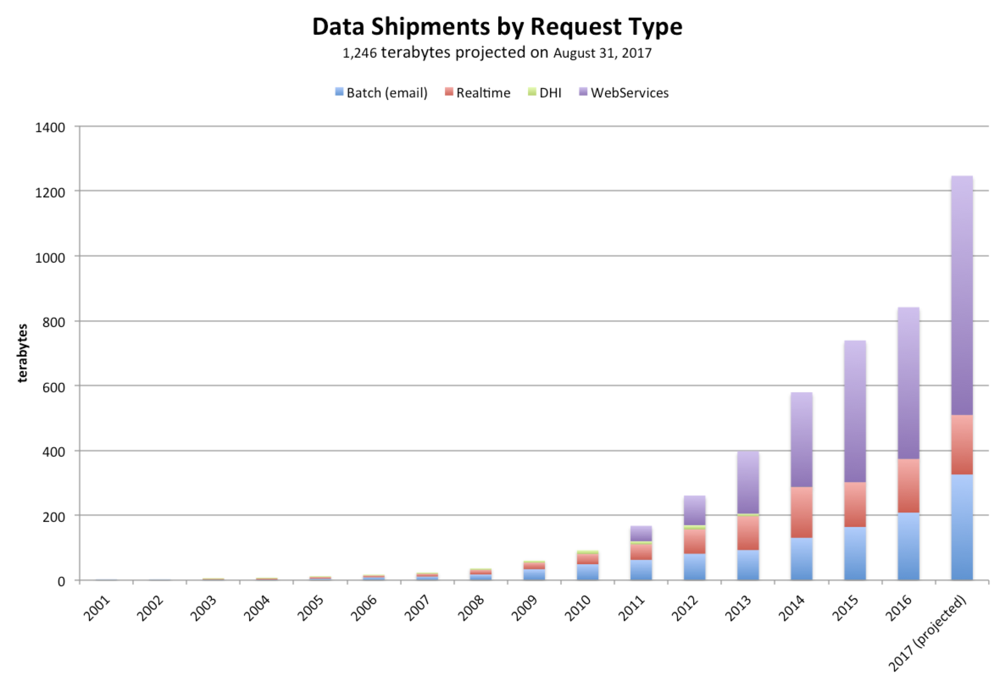 Data Shipments by Request Type
1,246 terabytes projected on August 31, 2017
Batch (email) Realtime DHI WebServices
1400
1200
1000
800
600
400
200
0
terabytes
2001 2002 2003 2004 2005 2006 2007 2008 2009 2010 2011 2012 2013 2014 2015 2016 2017 (projected)